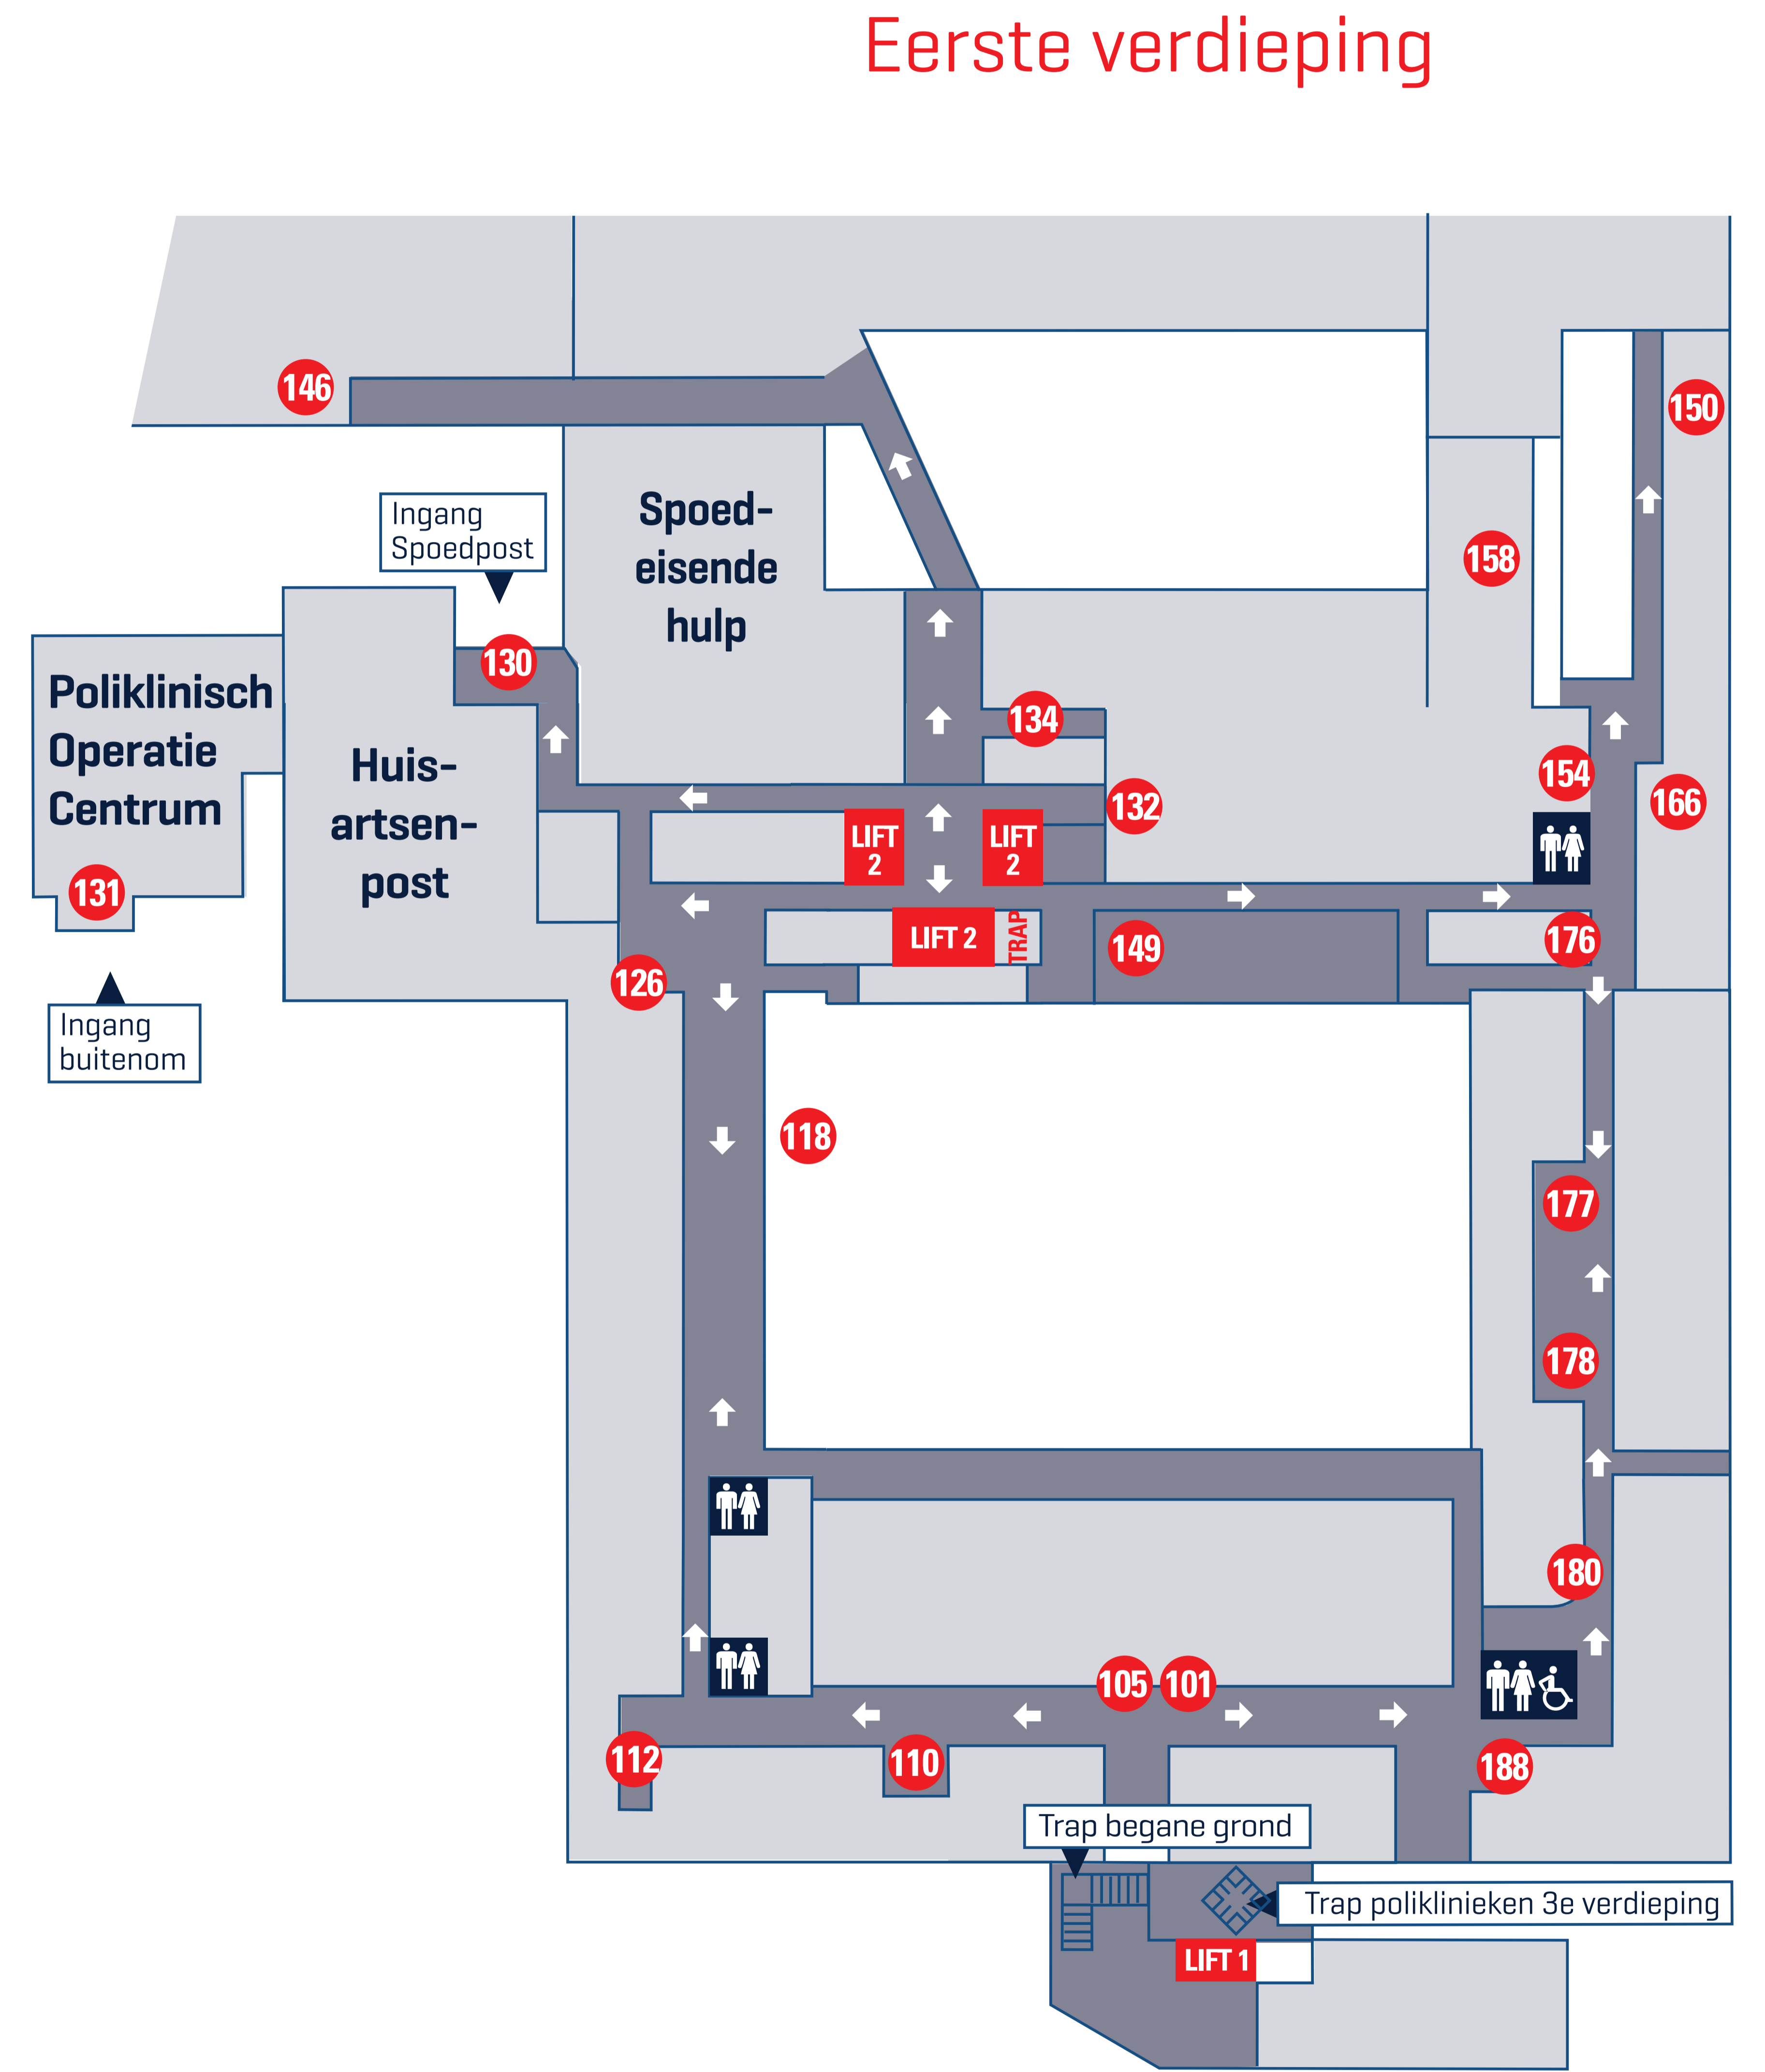 Eerste verdieping
146
150
Ingang
Spoedpost
Spoed-
eisende
hulp
158
130
134
Poliklinisch
Operatie
Centrum
Huis-
artsen-
post
154
166
132
LIFT
2
LIFT
2
131
LIFT 2
TRAP
149
176
126
Ingang
buitenom
118
177
178
180
105
101
112
110
188
Trap begane grond
Trap poliklinieken 3e verdieping
LIFT 1